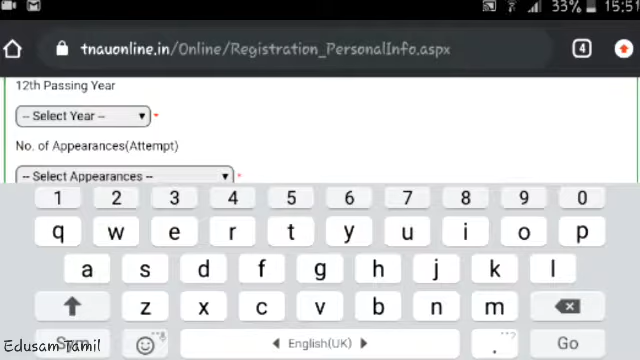 33% 15:51
tnauonline.in/Online/Registration_PersonalInfo.aspx 4
12th Passing Year
-- Select Year -- *
No. of Appearances(Attempt)
-- Select Appearances -- *
1 2 3 4 5 6 7 8 9 0
q w e r t y u i o p
a s d f g h j k l
z x c v b n m
Edusam Tamil
English(UK) . Go